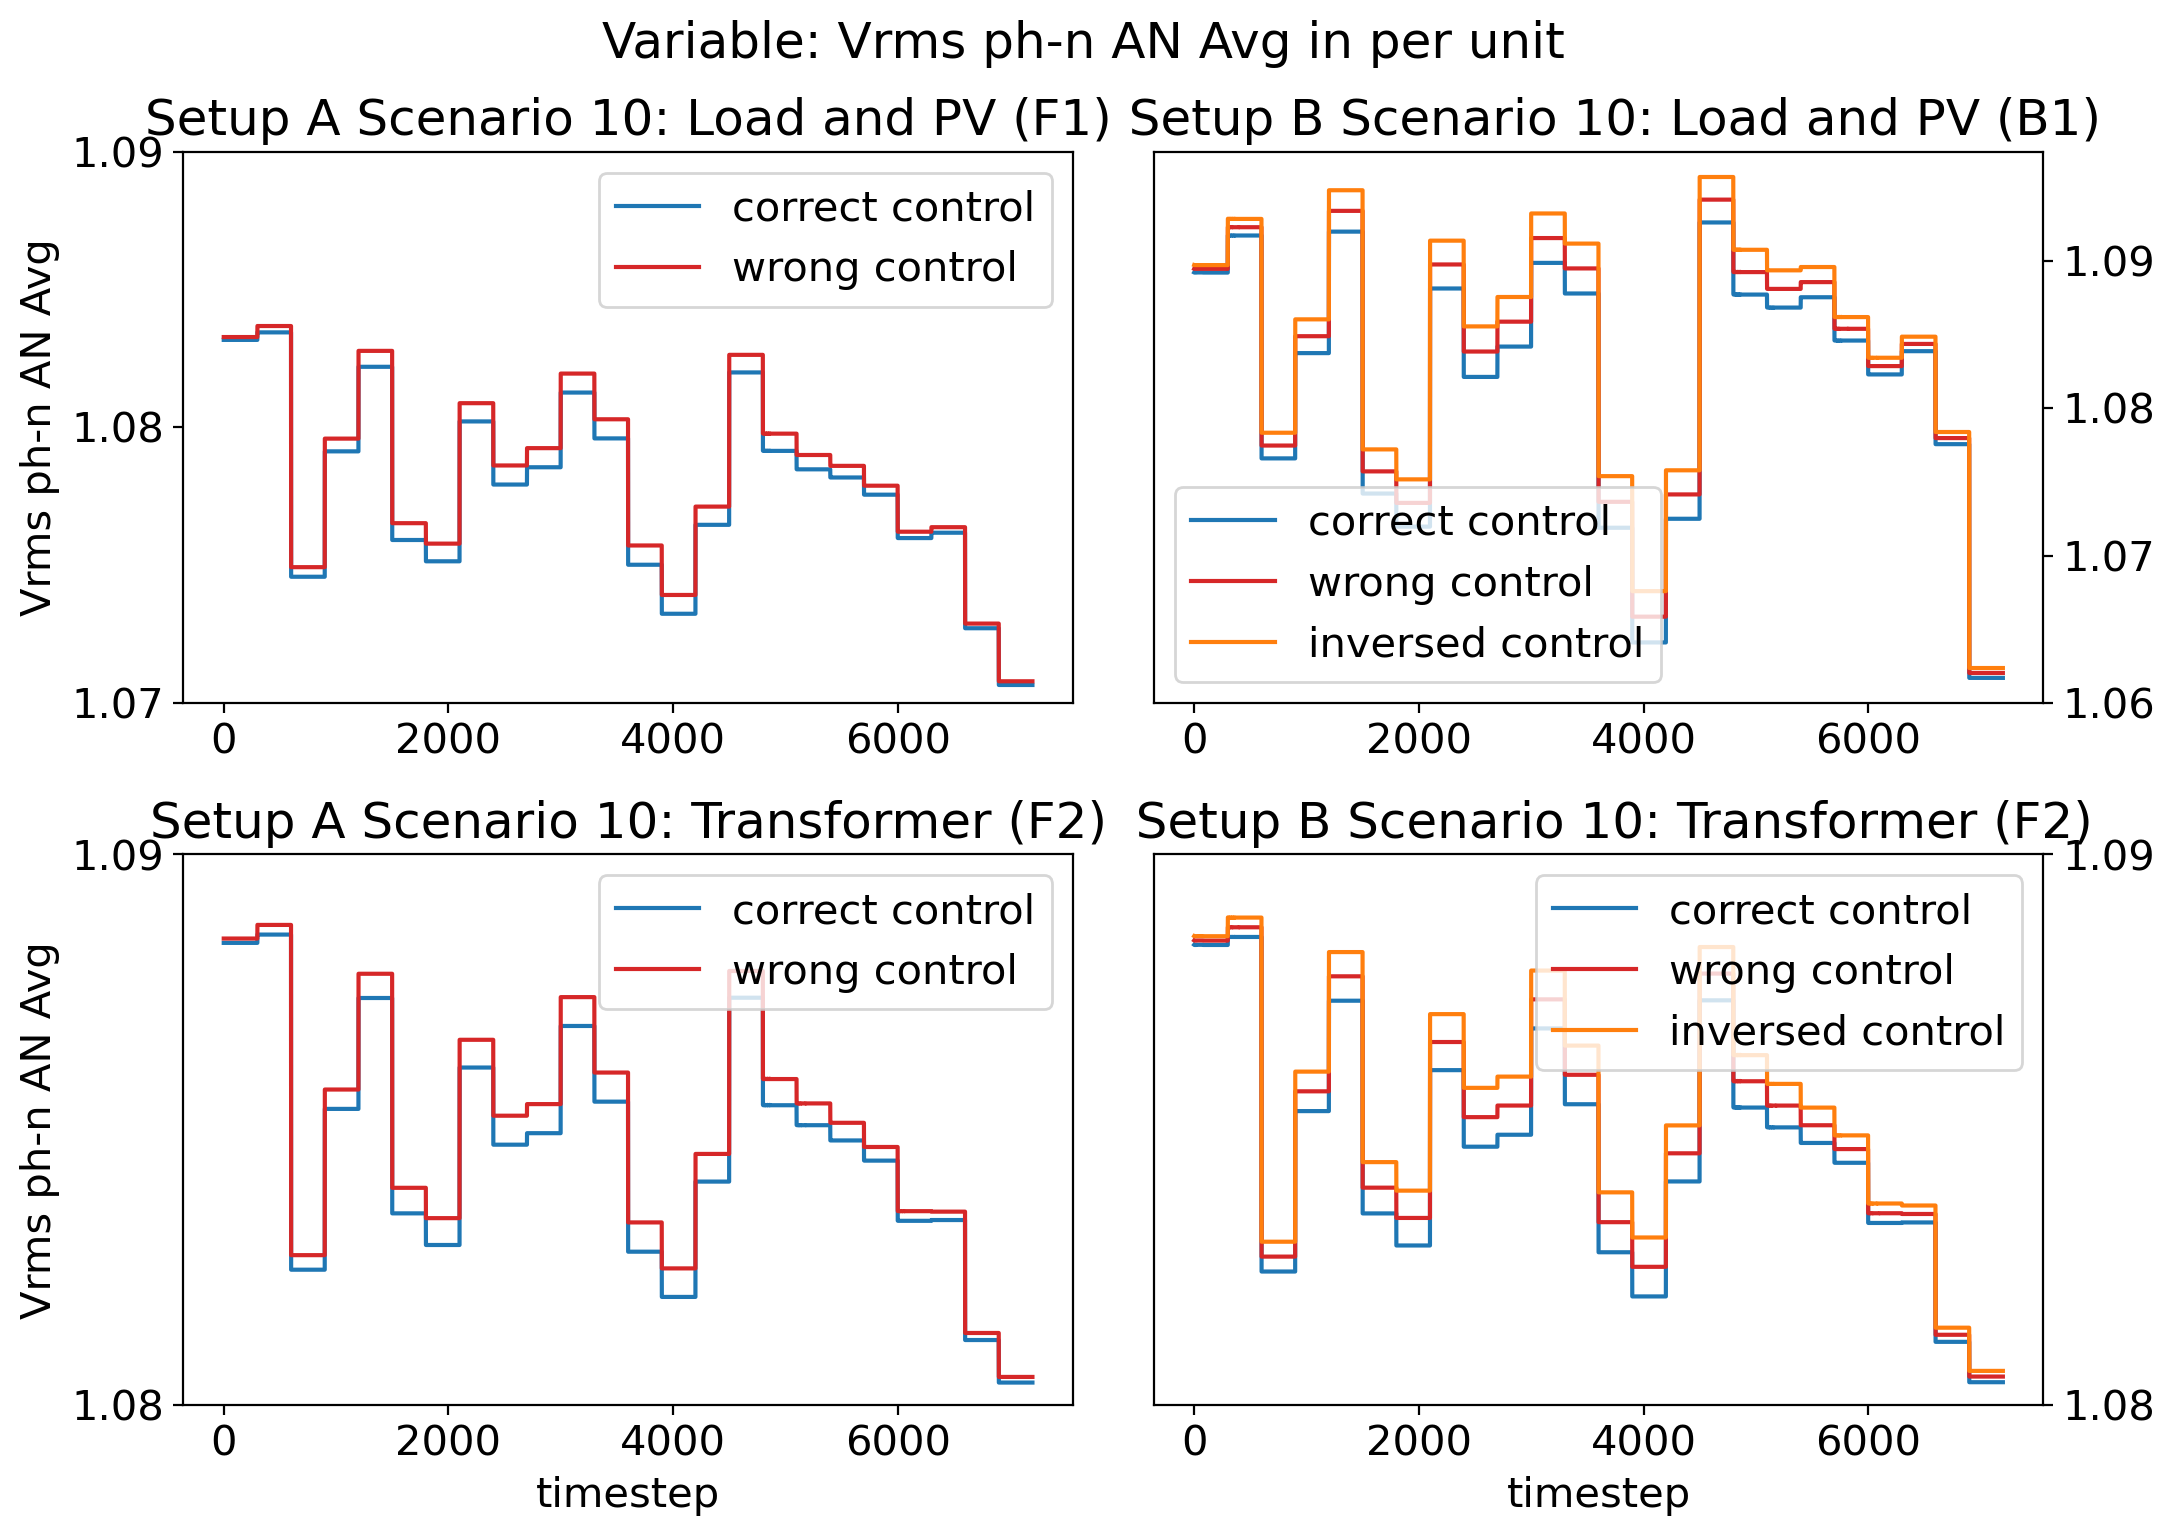 Variable: Vrms ph-n AN Avg in per unit
Setup A Scenario 10: Load and PV (F1)
1.09
1.08
1.07
Vrms ph-n AN Avg
correct control
wrong control
0 2000 4000 6000
Setup B Scenario 10: Load and PV (B1)
1.09
1.08
1.07
1.06
correct control
wrong control
inversed control
0 2000 4000 6000
Setup A Scenario 10: Transformer (F2)
1.09
1.08
Vrms ph-n AN Avg
correct control
wrong control
0 2000 4000 6000
timestep
Setup B Scenario 10: Transformer (F2)
1.09
1.08
correct control
wrong control
inversed control
0 2000 4000 6000
timestep